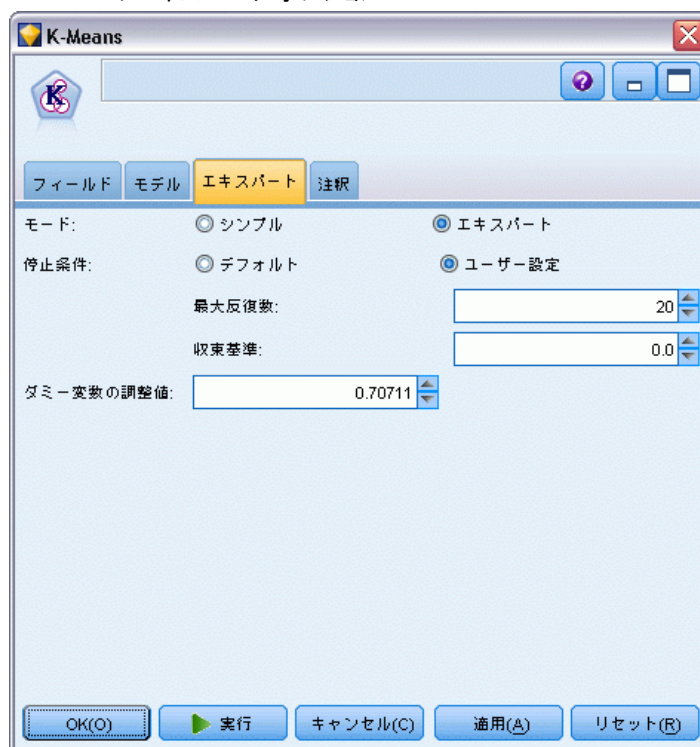 K-Means
K
フィールド モデル エキスパート 注釈
モード: シンプル エキスパート
停止条件: デフォルト ユーザー設定
最大反復数: 20
収束基準: 0.0
ダミー変数の調整値: 0.70711
OK(O) 実行 キャンセル(C) 適用(A) リセット(R)